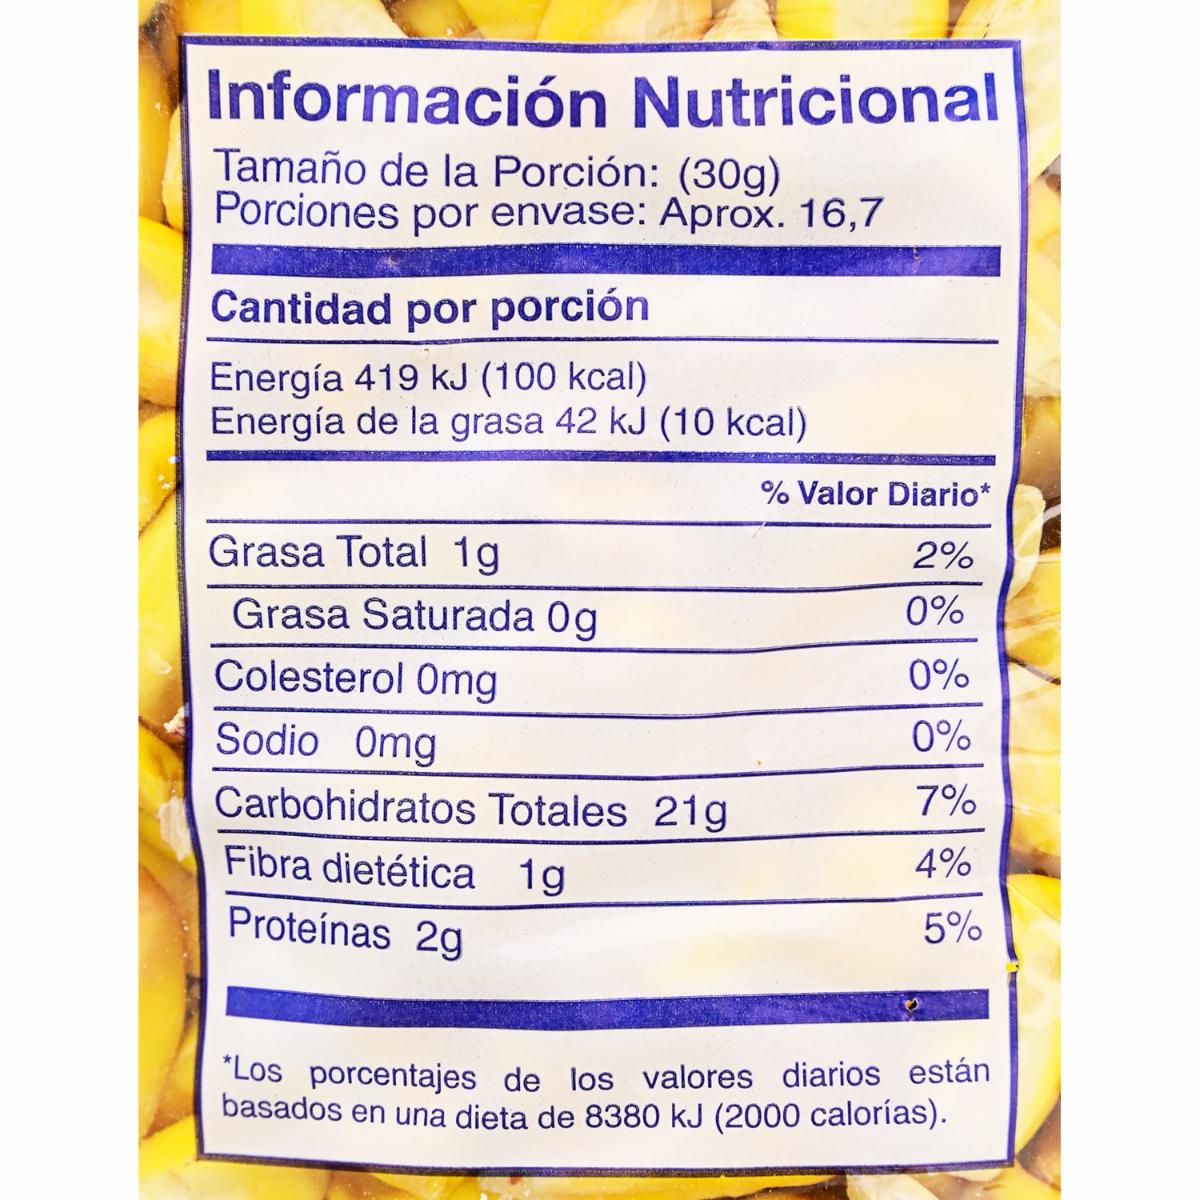 Información Nutricional
Tamaño de la Porción: (30g)
Porciones por envase: Aprox. 16,7
Cantidad por porción
Energía 419 kJ (100 kcal)
Energía de la grasa 42 kJ (10 kcal)
% Valor Diario*
Grasa Total 1g 2%
Grasa Saturada 0g 0%
Colesterol 0mg 0%
Sodio 0mg 0%
Carbohidratos Totales 21g 7%
Fibra dietética 1g 4%
Proteínas 2g 5%
*Los porcentajes de los valores diarios están
basados en una dieta de 8380 kJ (2000 calorías).